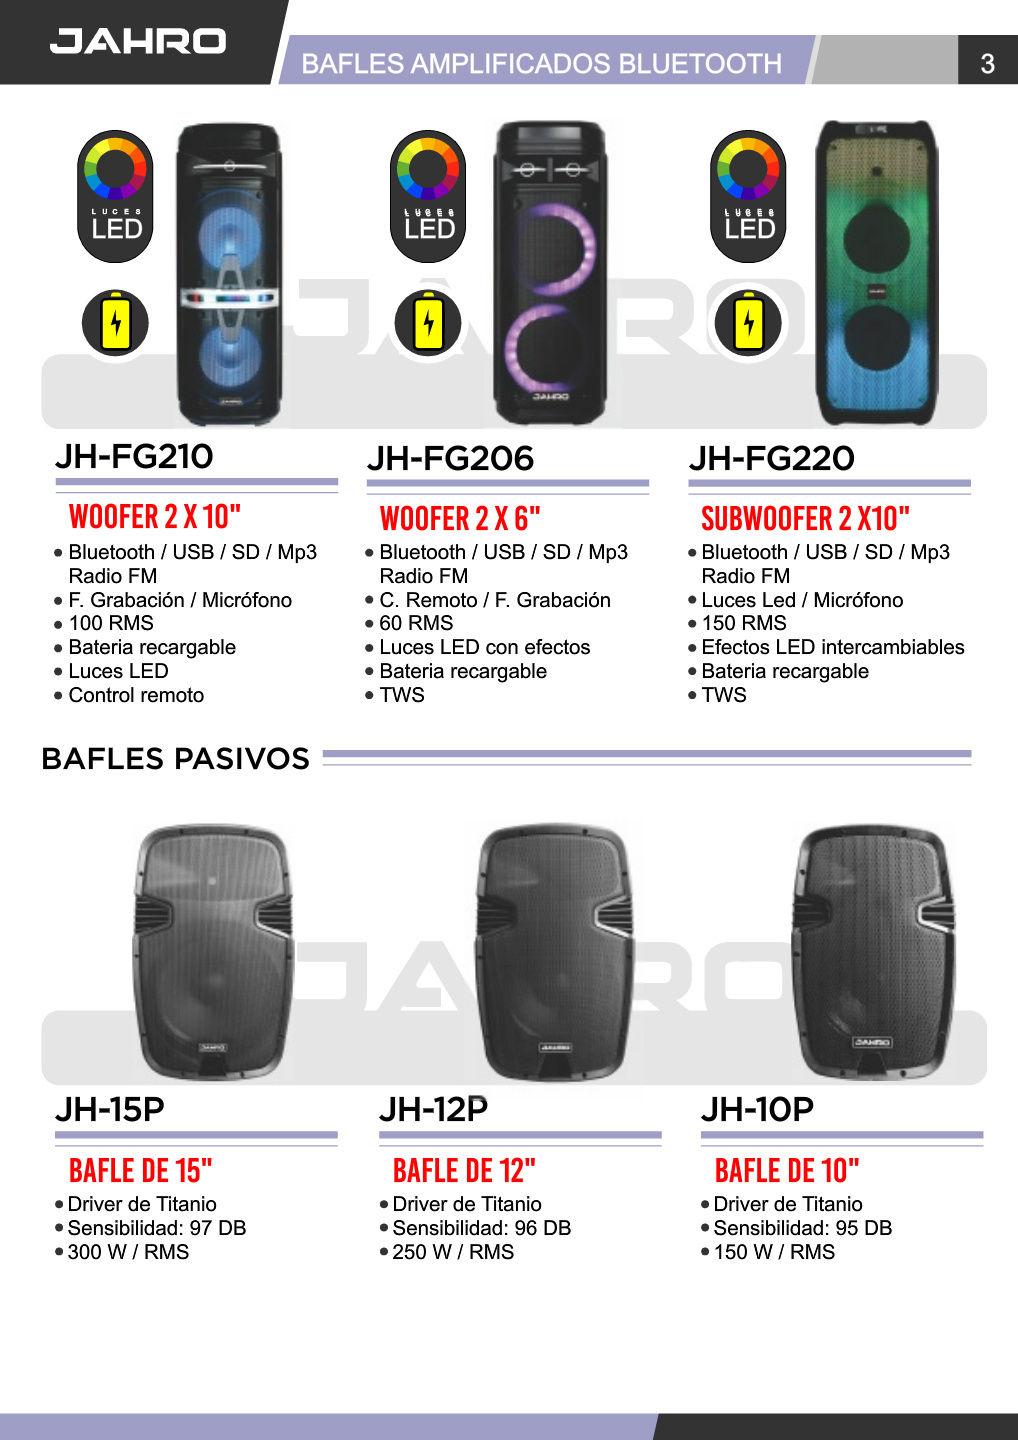 JAHRO
BAFLES AMPLIFICADOS BLUETOOTH
3
LUCES
LED
LUCES
LED
LUCES
LED
JAHRO
JAHRO
JH-FG210
WOOFER 2 X 10"
Bluetooth / USB / SD / Mp3
Radio FM
F. Grabación / Micrófono
100 RMS
Bateria recargable
Luces LED
Control remoto
JH-FG206
WOOFER 2 X 6"
Bluetooth / USB / SD / Mp3
Radio FM
C. Remoto / F. Grabación
60 RMS
Luces LED con efectos
Bateria recargable
TWS
JH-FG220
SUBWOOFER 2 X10"
Bluetooth / USB / SD / Mp3
Radio FM
Luces Led / Micrófono
150 RMS
Efectos LED intercambiables
Bateria recargable
TWS
BAFLES PASIVOS
JAHRO
JAHRO
JAHRO
JAHRO
JH-15P
BAFLE DE 15"
Driver de Titanio
Sensibilidad: 97 DB
300 W / RMS
JH-12P
BAFLE DE 12"
Driver de Titanio
Sensibilidad: 96 DB
250 W / RMS
JH-10P
BAFLE DE 10"
Driver de Titanio
Sensibilidad: 95 DB
150 W / RMS